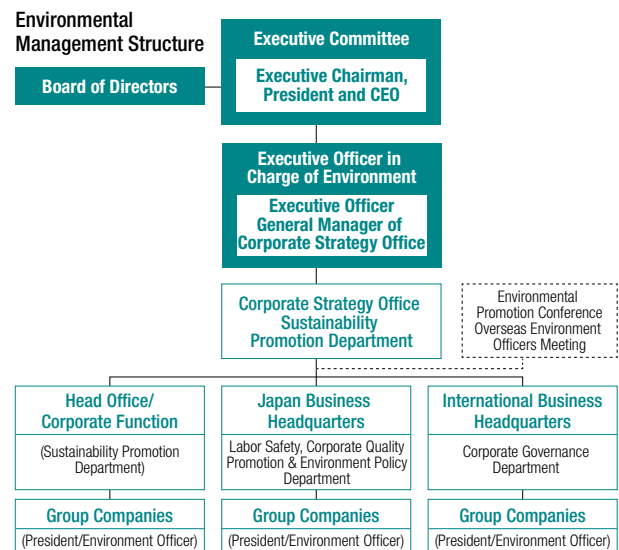 Environmental
Management Structure
Board of Directors
Executive Committee
Executive Chairman,
President and CEO
Executive Officer in
Charge of Environment
Executive Officer
General Manager of
Corporate Strategy Office
Corporate Strategy Office
Sustainability
Promotion Department
Environmental
Promotion Conference
Overseas Environment
Officers Meeting
Head Office/
Corporate Function
(Sustainability Promotion
Department)
Japan Business
Headquarters
Labor Safety, Corporate Quality
Promotion & Environment Policy
Department
International Business
Headquarters
Corporate Governance
Department
Group Companies
(President/Environment Officer)
Group Companies
(President/Environment Officer)
Group Companies
(President/Environment Officer)